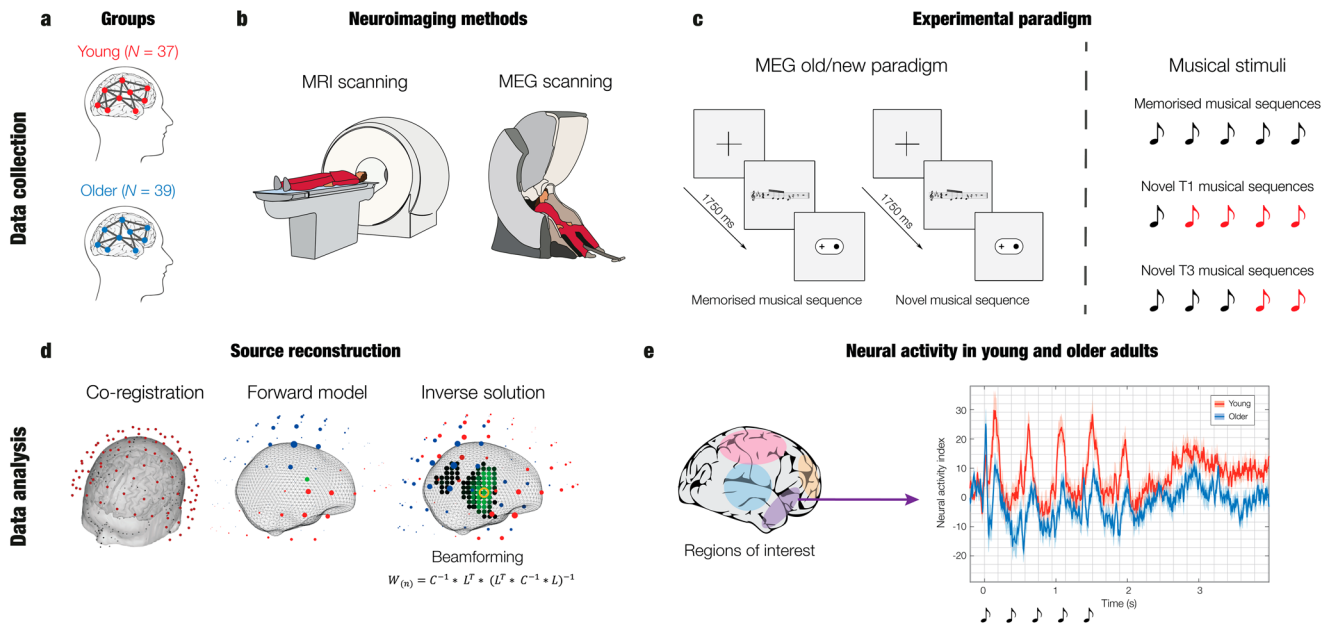 a
Groups
Young (N = 37)
Older (N = 39)
b
Neuroimaging methods
MRI scanning
MEG scanning
c
Experimental paradigm
MEG old/new paradigm
1750 ms
Memorised musical sequence
1750 ms
Novel musical sequence
Musical stimuli
Memorised musical sequences
Novel T1 musical sequences
Novel T3 musical sequences
Data collection
d
Source reconstruction
Co-registration
Forward model
Inverse solution
Beamforming
W(n) = C⁻¹ * Lᵀ * (Lᵀ * C⁻¹ * L)⁻¹
e
Neural activity in young and older adults
Regions of interest
Neural activity index
30
20
10
0
-10
-20
Young
Older
0
1
2
3
Time (s)
Data analysis